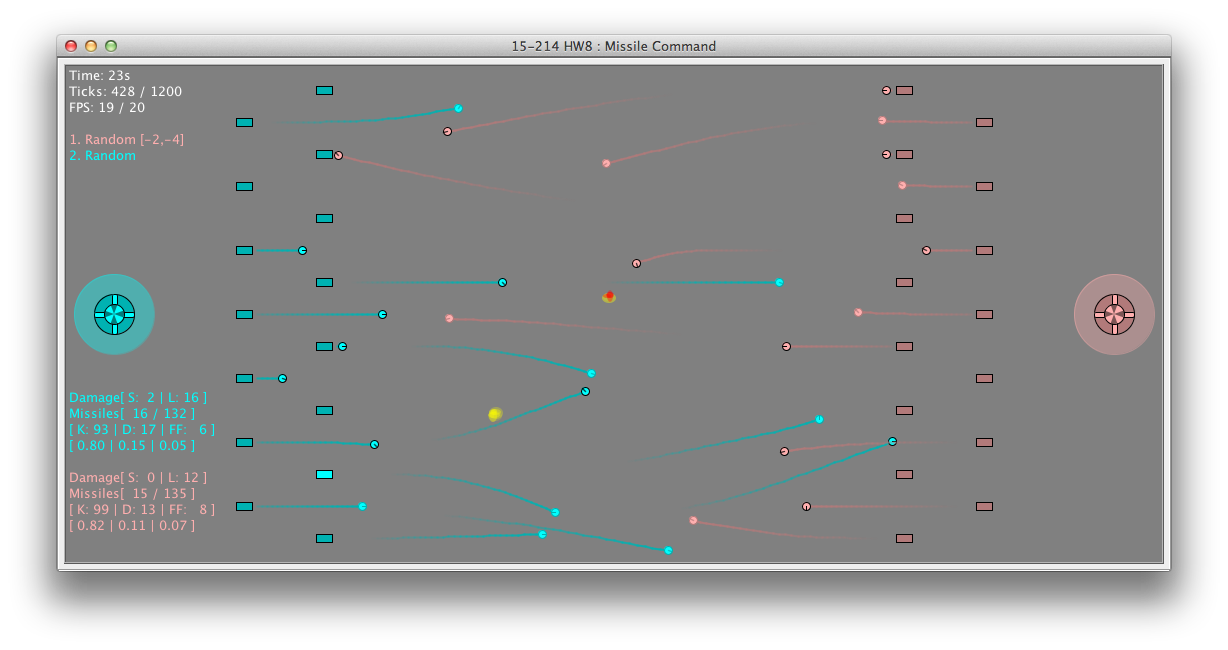 15-214 HW8 : Missile Command
Time: 23s
Ticks: 428 / 1200
FPS: 19 / 20
1. Random [-2,-4]
2. Random
Damage[ S:  2 | L: 16 ]
Missiles[  16 / 132 ]
[ K: 93 | D: 17 | FF:   6 ]
[ 0.80 | 0.15 | 0.05 ]
Damage[ S:  0 | L: 12 ]
Missiles[  15 / 135 ]
[ K: 99 | D: 13 | FF:   8 ]
[ 0.82 | 0.11 | 0.07 ]